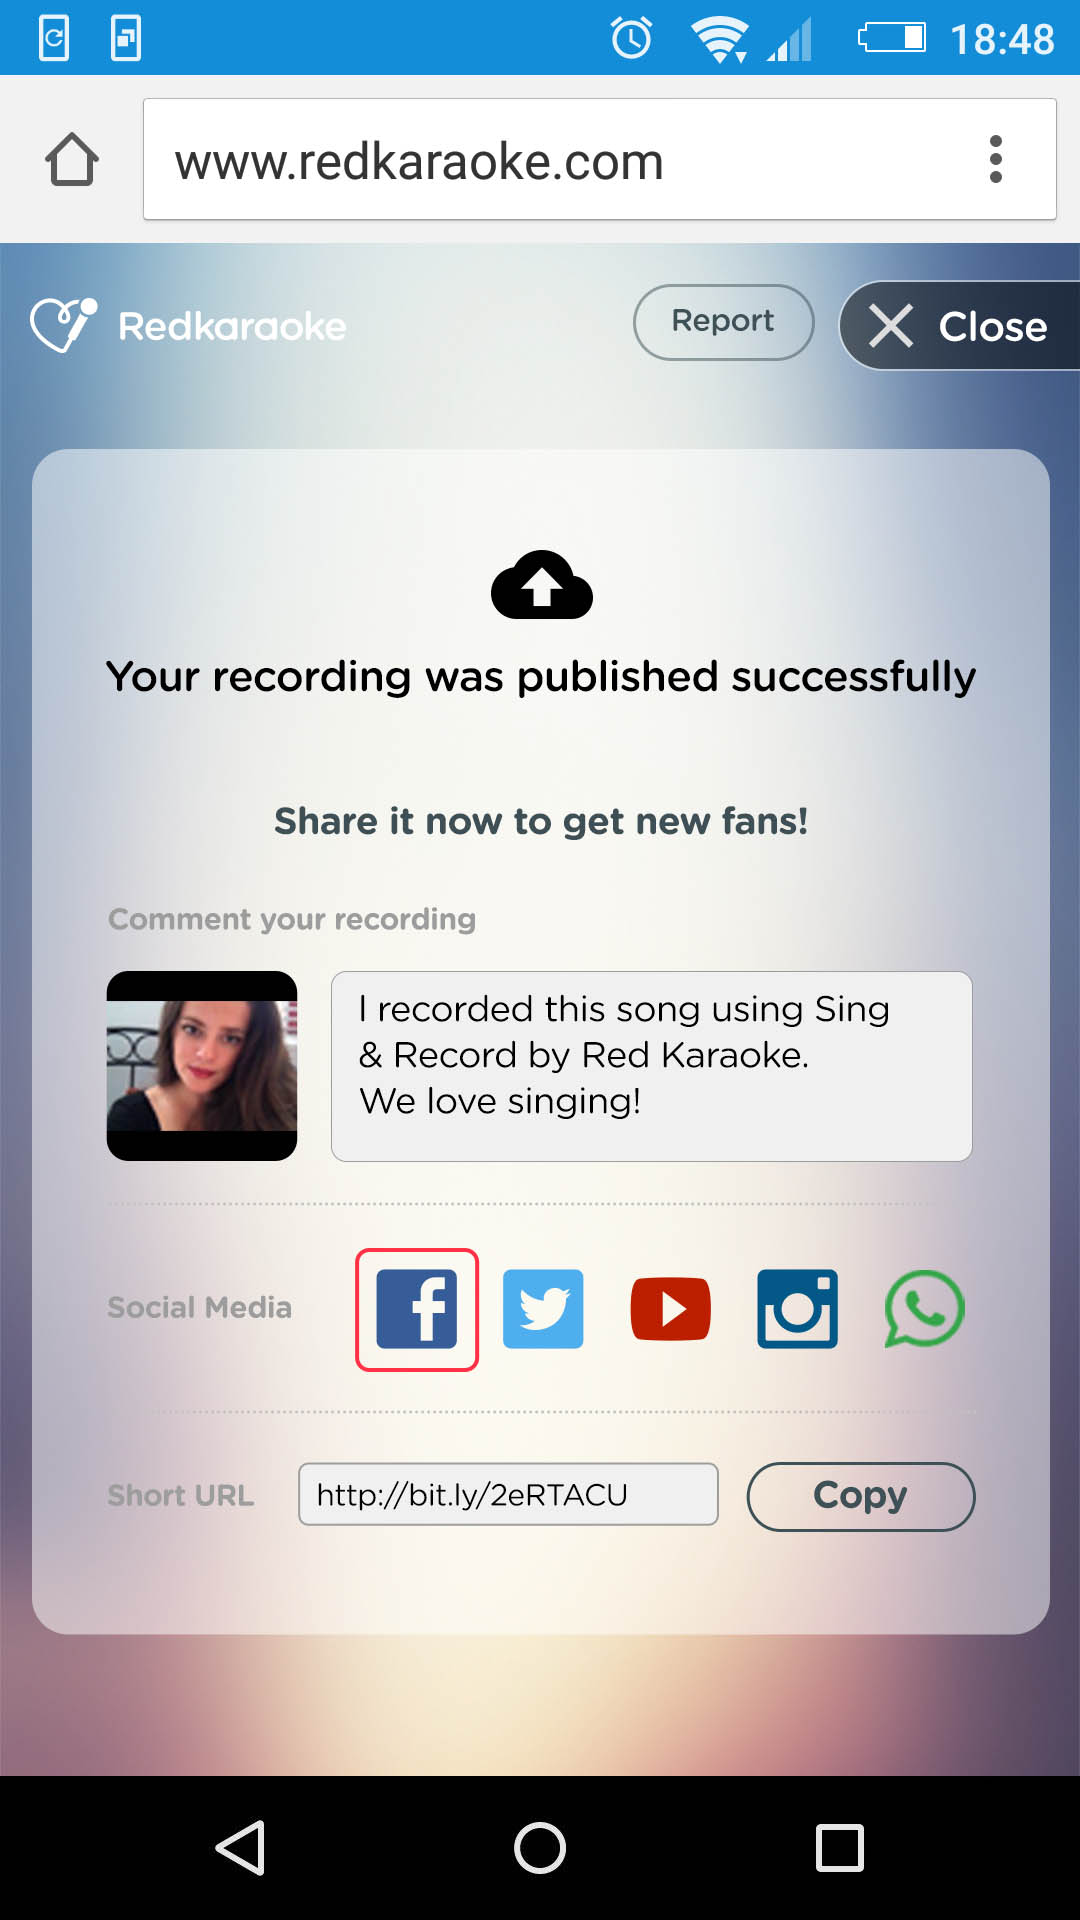 18:48
www.redkaraoke.com
Redkaraoke
Report
Close
Your recording was published successfully
Share it now to get new fans!
Comment your recording
I recorded this song using Sing
& Record by Red Karaoke.
We love singing!
Social Media
Short URL
http://bit.ly/2eRTACU
Copy